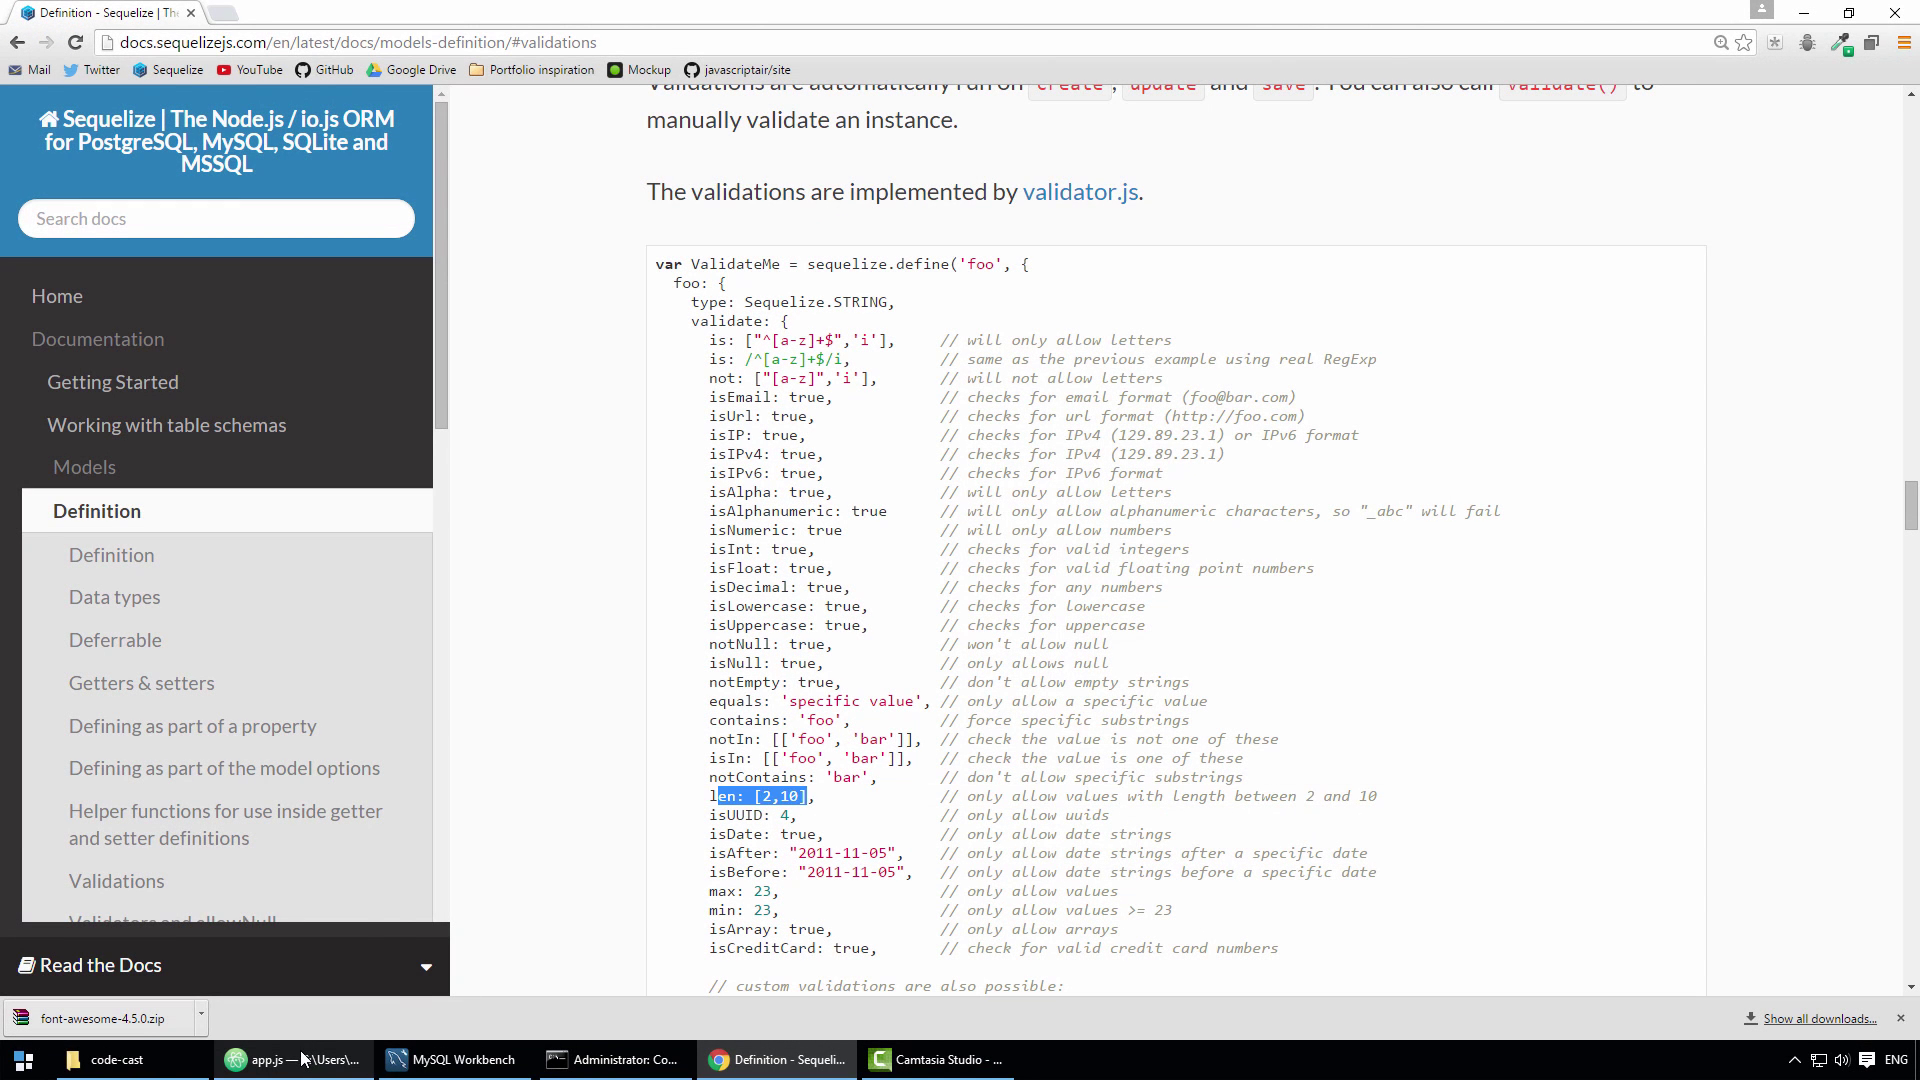 Definition - Sequelize | Th
docs.sequelizejs.com/en/latest/docs/models-definition/#validations
Mail
Twitter
Sequelize
YouTube
GitHub
Google Drive
Portfolio inspiration
Mockup
javascriptair/site
Sequelize | The Node.js / io.js ORM
for PostgreSQL, MySQL, SQLite and
MSSQL
Search docs
Home
Documentation
Getting Started
Working with table schemas
Models
Definition
Definition
Data types
Deferrable
Getters & setters
Defining as part of a property
Defining as part of the model options
Helper functions for use inside getter
and setter definitions
Validations
Validators and allowNull
Read the Docs
Validations are automatically run on create, update and save. You can also call validate() to
manually validate an instance.
The validations are implemented by validator.js.
var ValidateMe = sequelize.define('foo', {
foo: {
type: Sequelize.STRING,
validate: {
is: ["^[a-z]+$",'i'], // will only allow letters
is: /^[a-z]+$/i, // same as the previous example using real RegExp
not: ["[a-z]",'i'], // will not allow letters
isEmail: true, // checks for email format (foo@bar.com)
isUrl: true, // checks for url format (http://foo.com)
isIP: true, // checks for IPv4 (129.89.23.1) or IPv6 format
isIPv4: true, // checks for IPv4 (129.89.23.1)
isIPv6: true, // checks for IPv6 format
isAlpha: true, // will only allow letters
isAlphanumeric: true // will only allow alphanumeric characters, so "_abc" will fail
isNumeric: true // will only allow numbers
isInt: true, // checks for valid integers
isFloat: true, // checks for valid floating point numbers
isDecimal: true, // checks for any numbers
isLowercase: true, // checks for lowercase
isUppercase: true, // checks for uppercase
notNull: true, // won't allow null
isNull: true, // only allows null
notEmpty: true, // don't allow empty strings
equals: 'specific value', // only allow a specific value
contains: 'foo', // force specific substrings
notIn: [['foo', 'bar']], // check the value is not one of these
isIn: [['foo', 'bar']], // check the value is one of these
notContains: 'bar', // don't allow specific substrings
len: [2,10], // only allow values with length between 2 and 10
isUUID: 4, // only allow uuids
isDate: true, // only allow date strings
isAfter: "2011-11-05", // only allow date strings after a specific date
isBefore: "2011-11-05", // only allow date strings before a specific date
max: 23, // only allow values
min: 23, // only allow values >= 23
isArray: true, // only allow arrays
isCreditCard: true, // check for valid credit card numbers
// custom validations are also possible:
font-awesome-4.5.0.zip
Show all downloads...
code-cast
app.js — \Users\...
MySQL Workbench
Administrator: Co...
Definition - Sequeli...
Camtasia Studio - ...
ENG